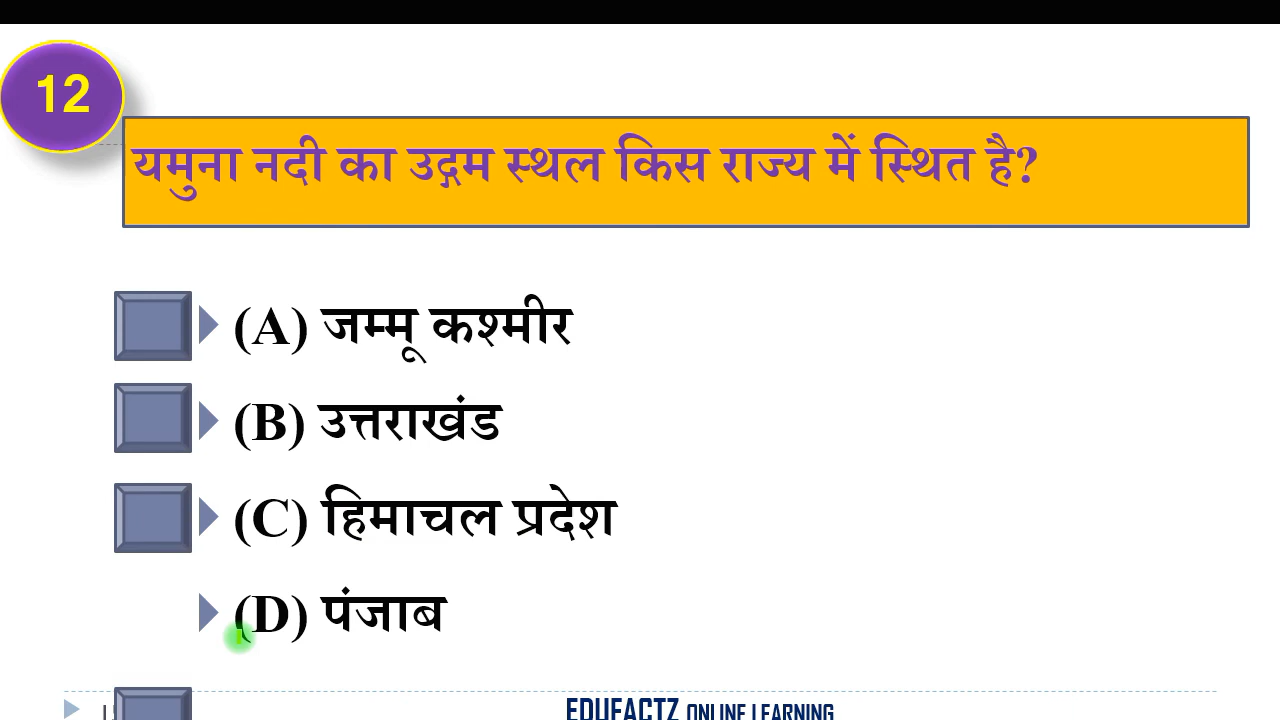 12
यमुना नदी का उद्गम स्थल किस राज्य में स्थित है?
(A) जम्मू कश्मीर
(B) उत्तराखंड
(C) हिमाचल प्रदेश
(D) पंजाब
EDUFACTZ ONLINE LEARNING